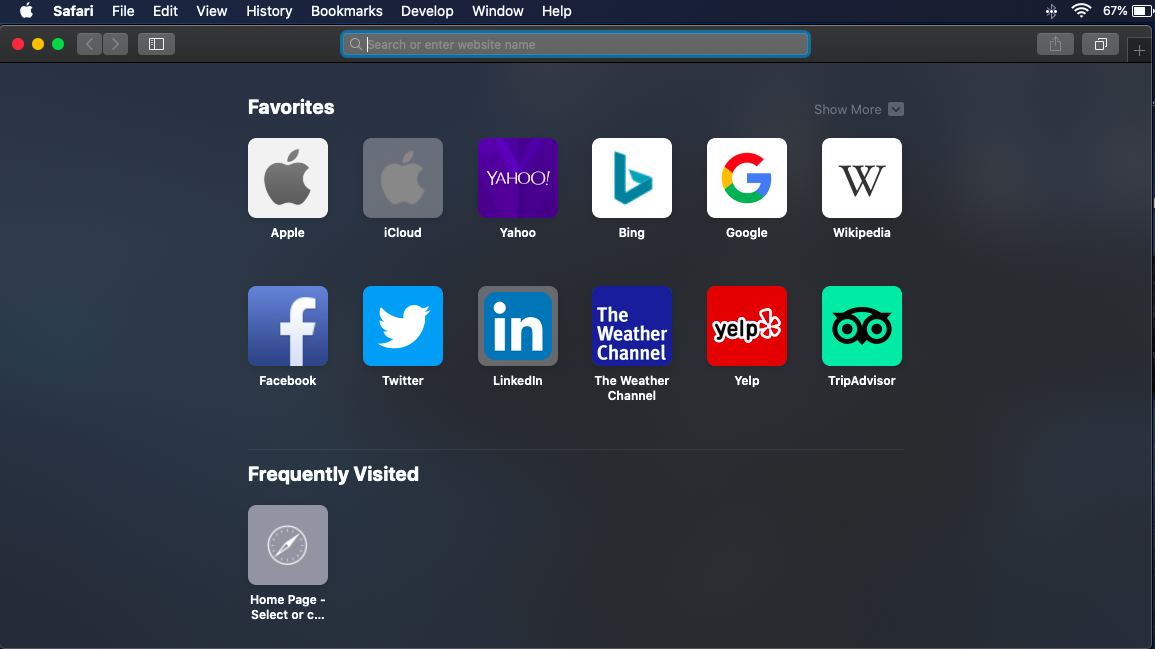 Safari File Edit View History Bookmarks Develop Window Help 67%
Search or enter website name
Favorites Show More
YAHOO!
W
Apple iCloud Yahoo Bing Google Wikipedia
f in The Weather Channel yelp
Facebook Twitter LinkedIn The Weather Channel Yelp TripAdvisor
Frequently Visited
Home Page -
Select or c...